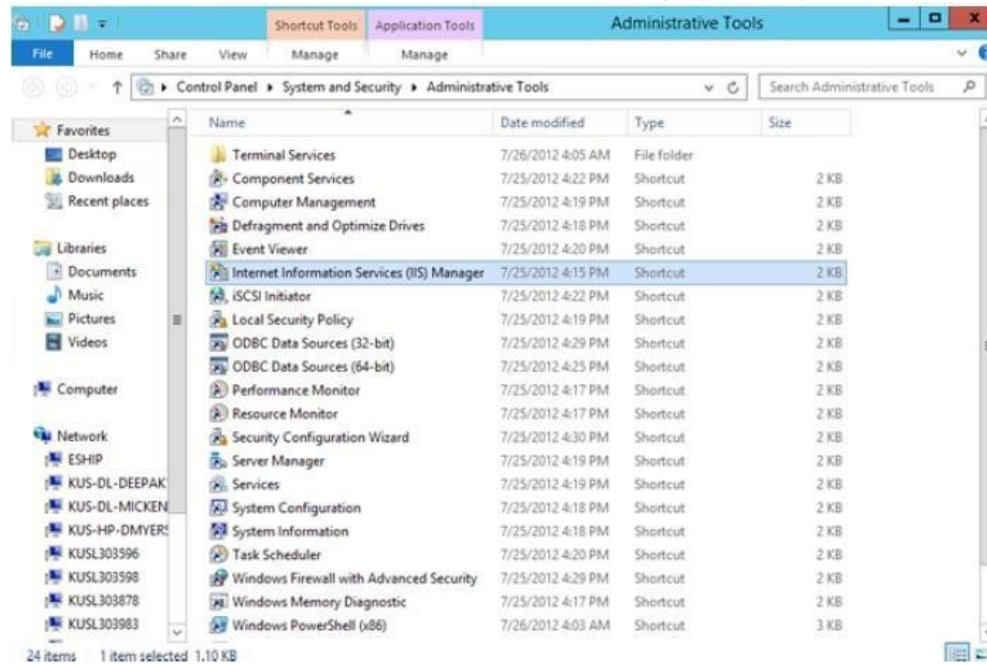 Shortcut Tools Application Tools Administrative Tools
File Home Share View Manage Manage
Control Panel System and Security Administrative Tools Search Administrative Tools
Favorites
Desktop
Downloads
Recent places
Libraries
Documents
Music
Pictures
Videos
Computer
Network
ESHIP
KUS-DL-DEEPAK
KUS-DL-MICKEN
KUS-HP-DMYERS
KUSL303596
KUSL303598
KUSL303878
KUSL303983
Name Date modified Type Size
Terminal Services 7/26/2012 4:05 AM File folder
Component Services 7/25/2012 4:22 PM Shortcut 2 KB
Computer Management 7/25/2012 4:19 PM Shortcut 2 KB
Defragment and Optimize Drives 7/25/2012 4:18 PM Shortcut 2 KB
Event Viewer 7/25/2012 4:20 PM Shortcut 2 KB
Internet Information Services (IIS) Manager 7/25/2012 4:15 PM Shortcut 2 KB
iSCSI Initiator 7/25/2012 4:22 PM Shortcut 2 KB
Local Security Policy 7/25/2012 4:19 PM Shortcut 2 KB
ODBC Data Sources (32-bit) 7/25/2012 4:29 PM Shortcut 2 KB
ODBC Data Sources (64-bit) 7/25/2012 4:25 PM Shortcut 2 KB
Performance Monitor 7/25/2012 4:17 PM Shortcut 2 KB
Resource Monitor 7/25/2012 4:17 PM Shortcut 2 KB
Security Configuration Wizard 7/25/2012 4:30 PM Shortcut 2 KB
Server Manager 7/25/2012 4:19 PM Shortcut 2 KB
Services 7/25/2012 4:19 PM Shortcut 2 KB
System Configuration 7/25/2012 4:18 PM Shortcut 2 KB
System Information 7/25/2012 4:18 PM Shortcut 2 KB
Task Scheduler 7/25/2012 4:20 PM Shortcut 2 KB
Windows Firewall with Advanced Security 7/25/2012 4:29 PM Shortcut 2 KB
Windows Memory Diagnostic 7/25/2012 4:17 PM Shortcut 2 KB
Windows PowerShell (x86) 7/26/2012 4:03 AM Shortcut 3 KB
24 items 1 item selected 1.10 KB